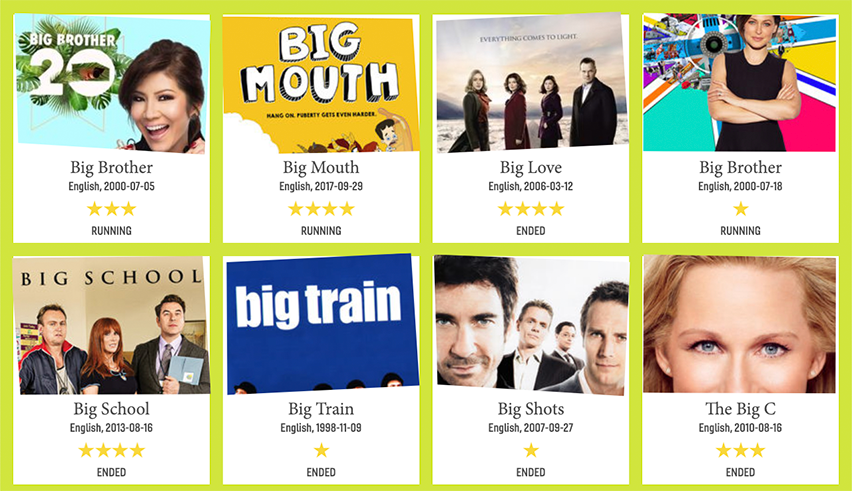 BIG BROTHER
20
BIG
MOUTH
HANG ON. PUBERTY GETS EVEN HARDER.
EVERYTHING COMES TO LIGHT.
Big Brother
English, 2000-07-05
★★★
RUNNING
Big Mouth
English, 2017-09-29
★★★★
RUNNING
Big Love
English, 2006-03-12
★★★★
ENDED
Big Brother
English, 2000-07-18
★
RUNNING
BIG SCHOOL
big train
Big School
English, 2013-08-16
★★★★
ENDED
Big Train
English, 1998-11-09
★
ENDED
Big Shots
English, 2007-09-27
★
ENDED
The Big C
English, 2010-08-16
★★★
ENDED